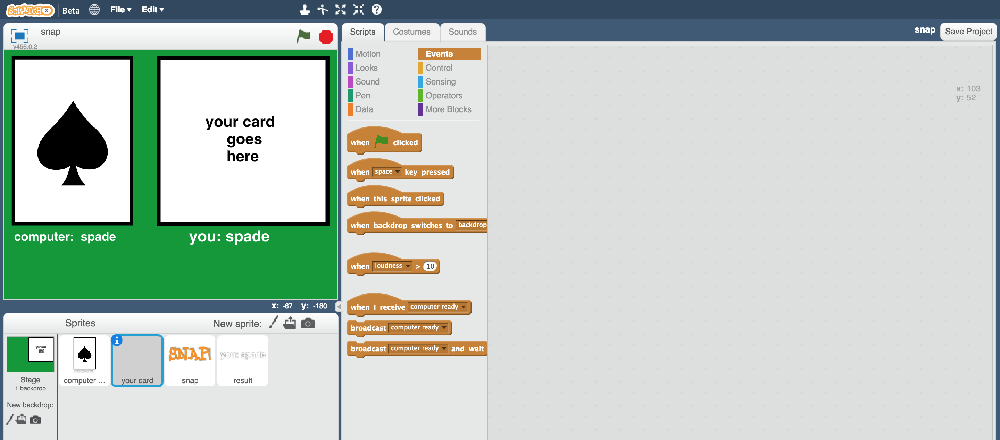 SCRATCH X Beta File Edit
snap
v456.0.2
your card
goes
here
computer: spade
you: spade
x: -67 y: -180
Sprites
New sprite:
Stage
1 backdrop
New backdrop:
computer ...
your card
SNAP!
snap
you: spade
result
Scripts
Costumes
Sounds
snap
Save Project
Motion
Looks
Sound
Pen
Data
Events
Control
Sensing
Operators
More Blocks
when clicked
when space key pressed
when this sprite clicked
when backdrop switches to backdrop
when loudness > 10
when I receive computer ready
broadcast computer ready
broadcast computer ready and wait
x: 103
y: 52